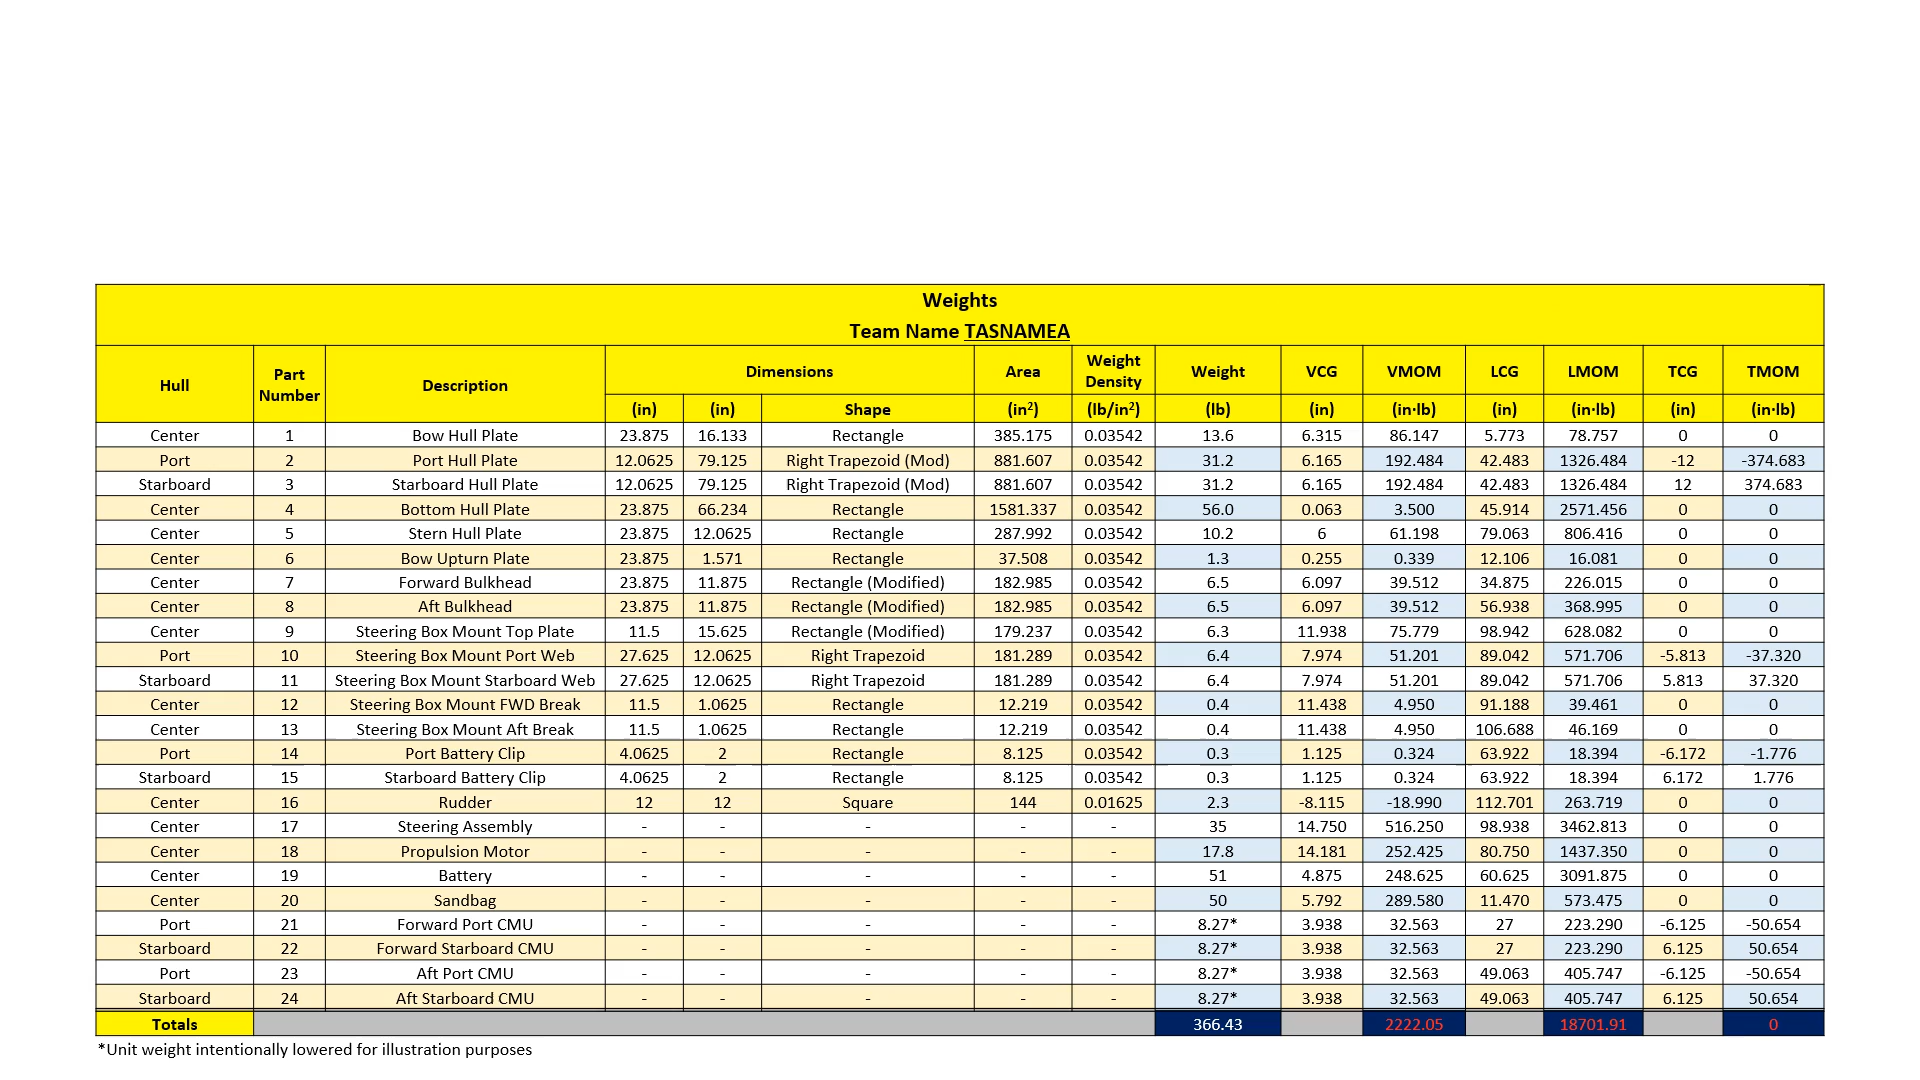 Weights
Team Name TASNAMEA
Hull Part Number Description Dimensions Area Weight Density Weight VCG VMOM LCG LMOM TCG TMOM
(in) (in) Shape (in²) (lb/in²) (lb) (in) (in·lb) (in) (in·lb) (in) (in·lb)
Center 1 Bow Hull Plate 23.875 16.133 Rectangle 385.175 0.03542 13.6 6.315 86.147 5.773 78.757 0 0
Port 2 Port Hull Plate 12.0625 79.125 Right Trapezoid (Mod) 881.607 0.03542 31.2 6.165 192.484 42.483 1326.484 -12 -374.683
Starboard 3 Starboard Hull Plate 12.0625 79.125 Right Trapezoid (Mod) 881.607 0.03542 31.2 6.165 192.484 42.483 1326.484 12 374.683
Center 4 Bottom Hull Plate 23.875 66.234 Rectangle 1581.337 0.03542 56.0 0.063 3.500 45.914 2571.456 0 0
Center 5 Stern Hull Plate 23.875 12.0625 Rectangle 287.992 0.03542 10.2 6 61.198 79.063 806.416 0 0
Center 6 Bow Upturn Plate 23.875 1.571 Rectangle 37.508 0.03542 1.3 0.255 0.339 12.106 16.081 0 0
Center 7 Forward Bulkhead 23.875 11.875 Rectangle (Modified) 182.985 0.03542 6.5 6.097 39.512 34.875 226.015 0 0
Center 8 Aft Bulkhead 23.875 11.875 Rectangle (Modified) 182.985 0.03542 6.5 6.097 39.512 56.938 368.995 0 0
Center 9 Steering Box Mount Top Plate 11.5 15.625 Rectangle (Modified) 179.237 0.03542 6.3 11.938 75.779 98.942 628.082 0 0
Port 10 Steering Box Mount Port Web 27.625 12.0625 Right Trapezoid 181.289 0.03542 6.4 7.974 51.201 89.042 571.706 -5.813 -37.320
Starboard 11 Steering Box Mount Starboard Web 27.625 12.0625 Right Trapezoid 181.289 0.03542 6.4 7.974 51.201 89.042 571.706 5.813 37.320
Center 12 Steering Box Mount FWD Break 11.5 1.0625 Rectangle 12.219 0.03542 0.4 11.438 4.950 91.188 39.461 0 0
Center 13 Steering Box Mount Aft Break 11.5 1.0625 Rectangle 12.219 0.03542 0.4 11.438 4.950 106.688 46.169 0 0
Port 14 Port Battery Clip 4.0625 2 Rectangle 8.125 0.03542 0.3 1.125 0.324 63.922 18.394 -6.172 -1.776
Starboard 15 Starboard Battery Clip 4.0625 2 Rectangle 8.125 0.03542 0.3 1.125 0.324 63.922 18.394 6.172 1.776
Center 16 Rudder 12 12 Square 144 0.01625 2.3 -8.115 -18.990 112.701 263.719 0 0
Center 17 Steering Assembly - - - - - 35 14.750 516.250 98.938 3462.813 0 0
Center 18 Propulsion Motor - - - - - 17.8 14.181 252.425 80.750 1437.350 0 0
Center 19 Battery - - - - - 51 4.875 248.625 60.625 3091.875 0 0
Center 20 Sandbag - - - - - 50 5.792 289.580 11.470 573.475 0 0
Port 21 Forward Port CMU - - - - - 8.27* 3.938 32.563 27 223.290 -6.125 -50.654
Starboard 22 Forward Starboard CMU - - - - - 8.27* 3.938 32.563 27 223.290 6.125 50.654
Port 23 Aft Port CMU - - - - - 8.27* 3.938 32.563 49.063 405.747 -6.125 -50.654
Starboard 24 Aft Starboard CMU - - - - - 8.27* 3.938 32.563 49.063 405.747 6.125 50.654
Totals 366.43 2222.05 18701.91 0
*Unit weight intentionally lowered for illustration purposes